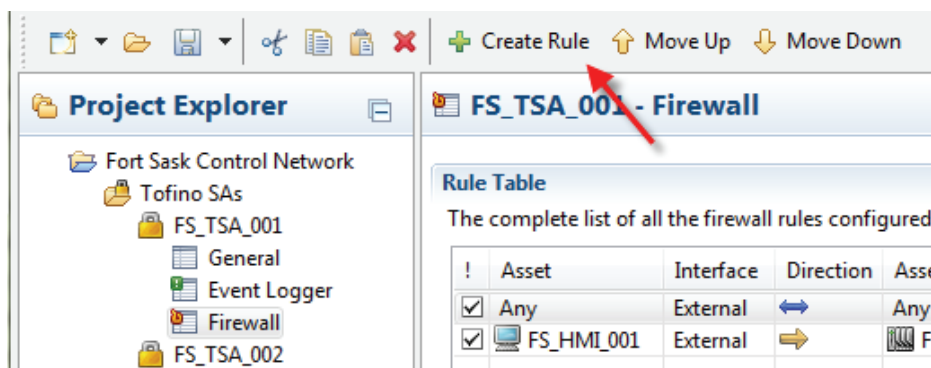 Create Rule Move Up Move Down
Project Explorer
Fort Sask Control Network
Tofino SAs
FS_TSA_001
General
Event Logger
Firewall
FS_TSA_002
FS_TSA_001 - Firewall
Rule Table
The complete list of all the firewall rules configured
! Asset Interface Direction
Any External Any
FS_HMI_001 External